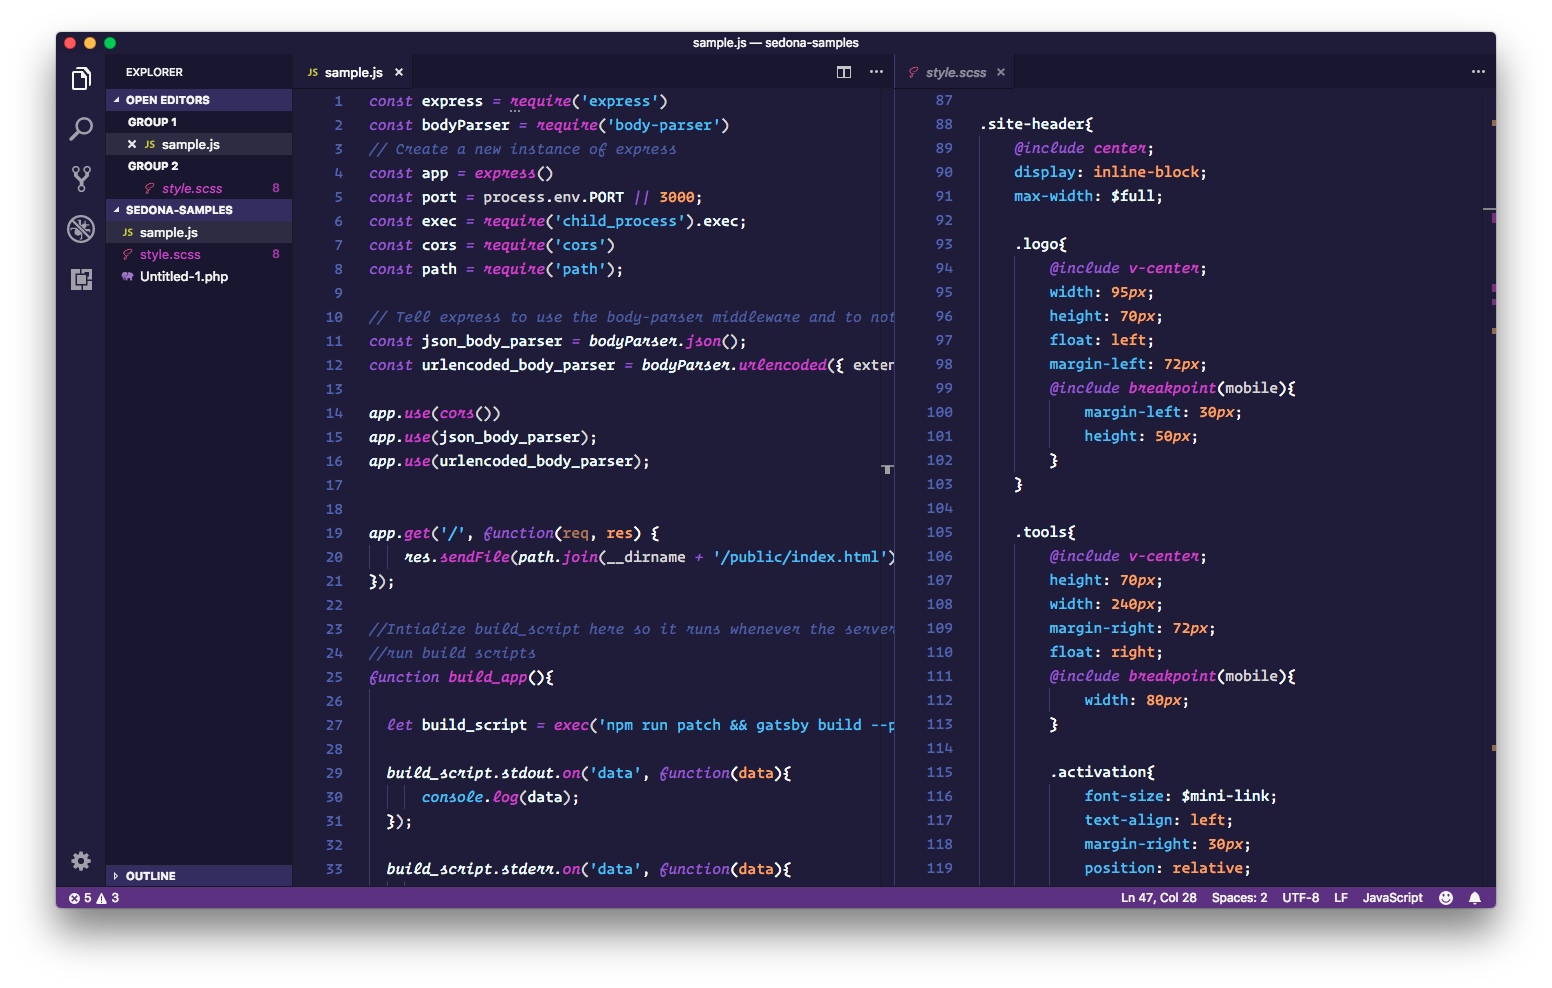 sample.js — sedona-samples
EXPLORER
OPEN EDITORS
GROUP 1
JS sample.js
GROUP 2
style.scss 8
SEDONA-SAMPLES
JS sample.js
style.scss 8
Untitled-1.php
OUTLINE
JS sample.js
1 const express = require('express')
2 const bodyParser = require('body-parser')
3 // Create a new instance of express
4 const app = express()
5 const port = process.env.PORT || 3000;
6 const exec = require('child_process').exec;
7 const cors = require('cors')
8 const path = require('path');
9
10 // Tell express to use the body-parser middleware and to not
11 const json_body_parser = bodyParser.json();
12 const urlencoded_body_parser = bodyParser.urlencoded({ exten
13
14 app.use(cors())
15 app.use(json_body_parser);
16 app.use(urlencoded_body_parser);
17
18
19 app.get('/', function(req, res) {
20 res.sendFile(path.join(__dirname + '/public/index.html')
21 });
22
23 //Intialize build_script here so it runs whenever the server
24 //run build scripts
25 function build_app(){
26
27 let build_script = exec('npm run patch && gatsby build --p
28
29 build_script.stdout.on('data', function(data){
30 console.log(data);
31 });
32
33 build_script.stderr.on('data', function(data){
style.scss
87
88 .site-header{
89 @include center;
90 display: inline-block;
91 max-width: $full;
92
93 .logo{
94 @include v-center;
95 width: 95px;
96 height: 70px;
97 float: left;
98 margin-left: 72px;
99 @include breakpoint(mobile){
100 margin-left: 30px;
101 height: 50px;
102 }
103 }
104
105 .tools{
106 @include v-center;
107 height: 70px;
108 width: 240px;
109 margin-right: 72px;
110 float: right;
111 @include breakpoint(mobile){
112 width: 80px;
113 }
114
115 .activation{
116 font-size: $mini-link;
117 text-align: left;
118 margin-right: 30px;
119 position: relative;
5 3
Ln 47, Col 28 Spaces: 2 UTF-8 LF JavaScript